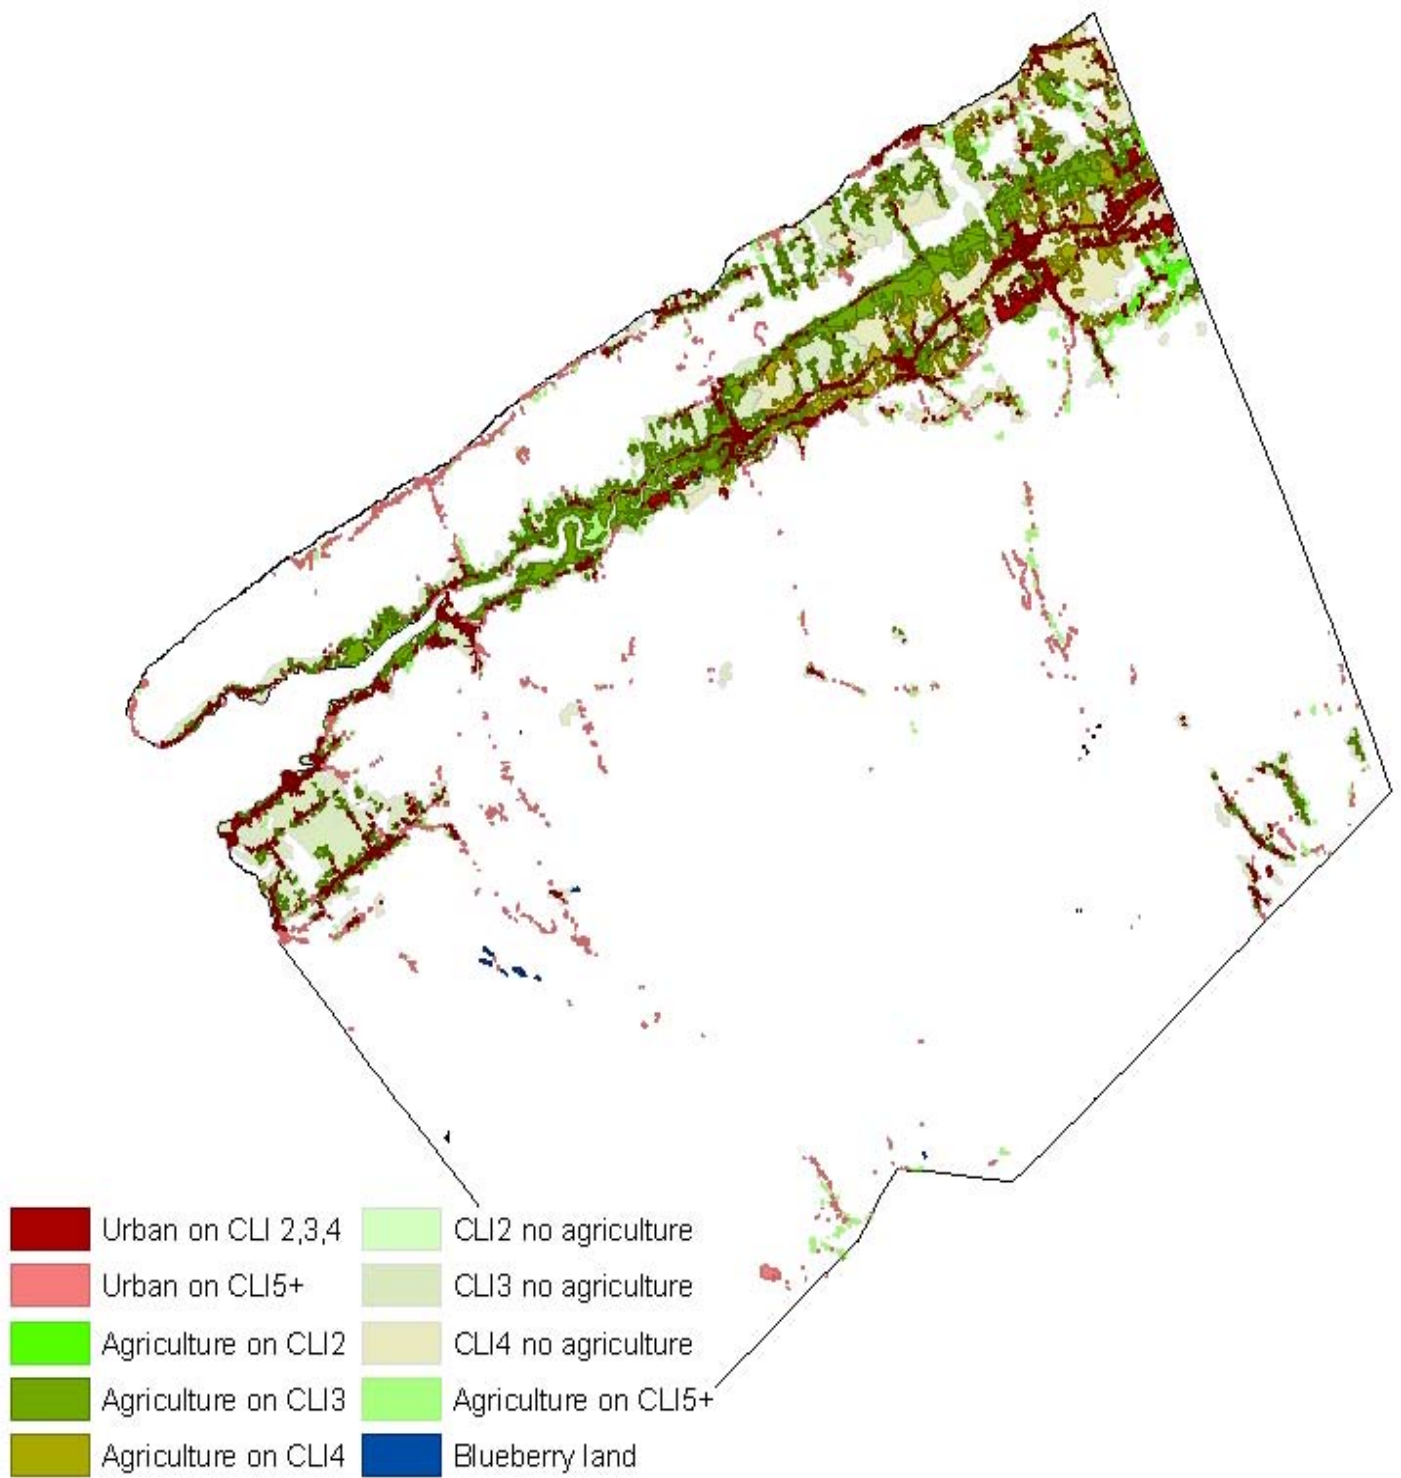 Urban on CLI 2,3,4
Urban on CLI5+
Agriculture on CLI2
Agriculture on CLI3
Agriculture on CLI4
CLI2 no agriculture
CLI3 no agriculture
CLI4 no agriculture
Agriculture on CLI5+
Blueberry land